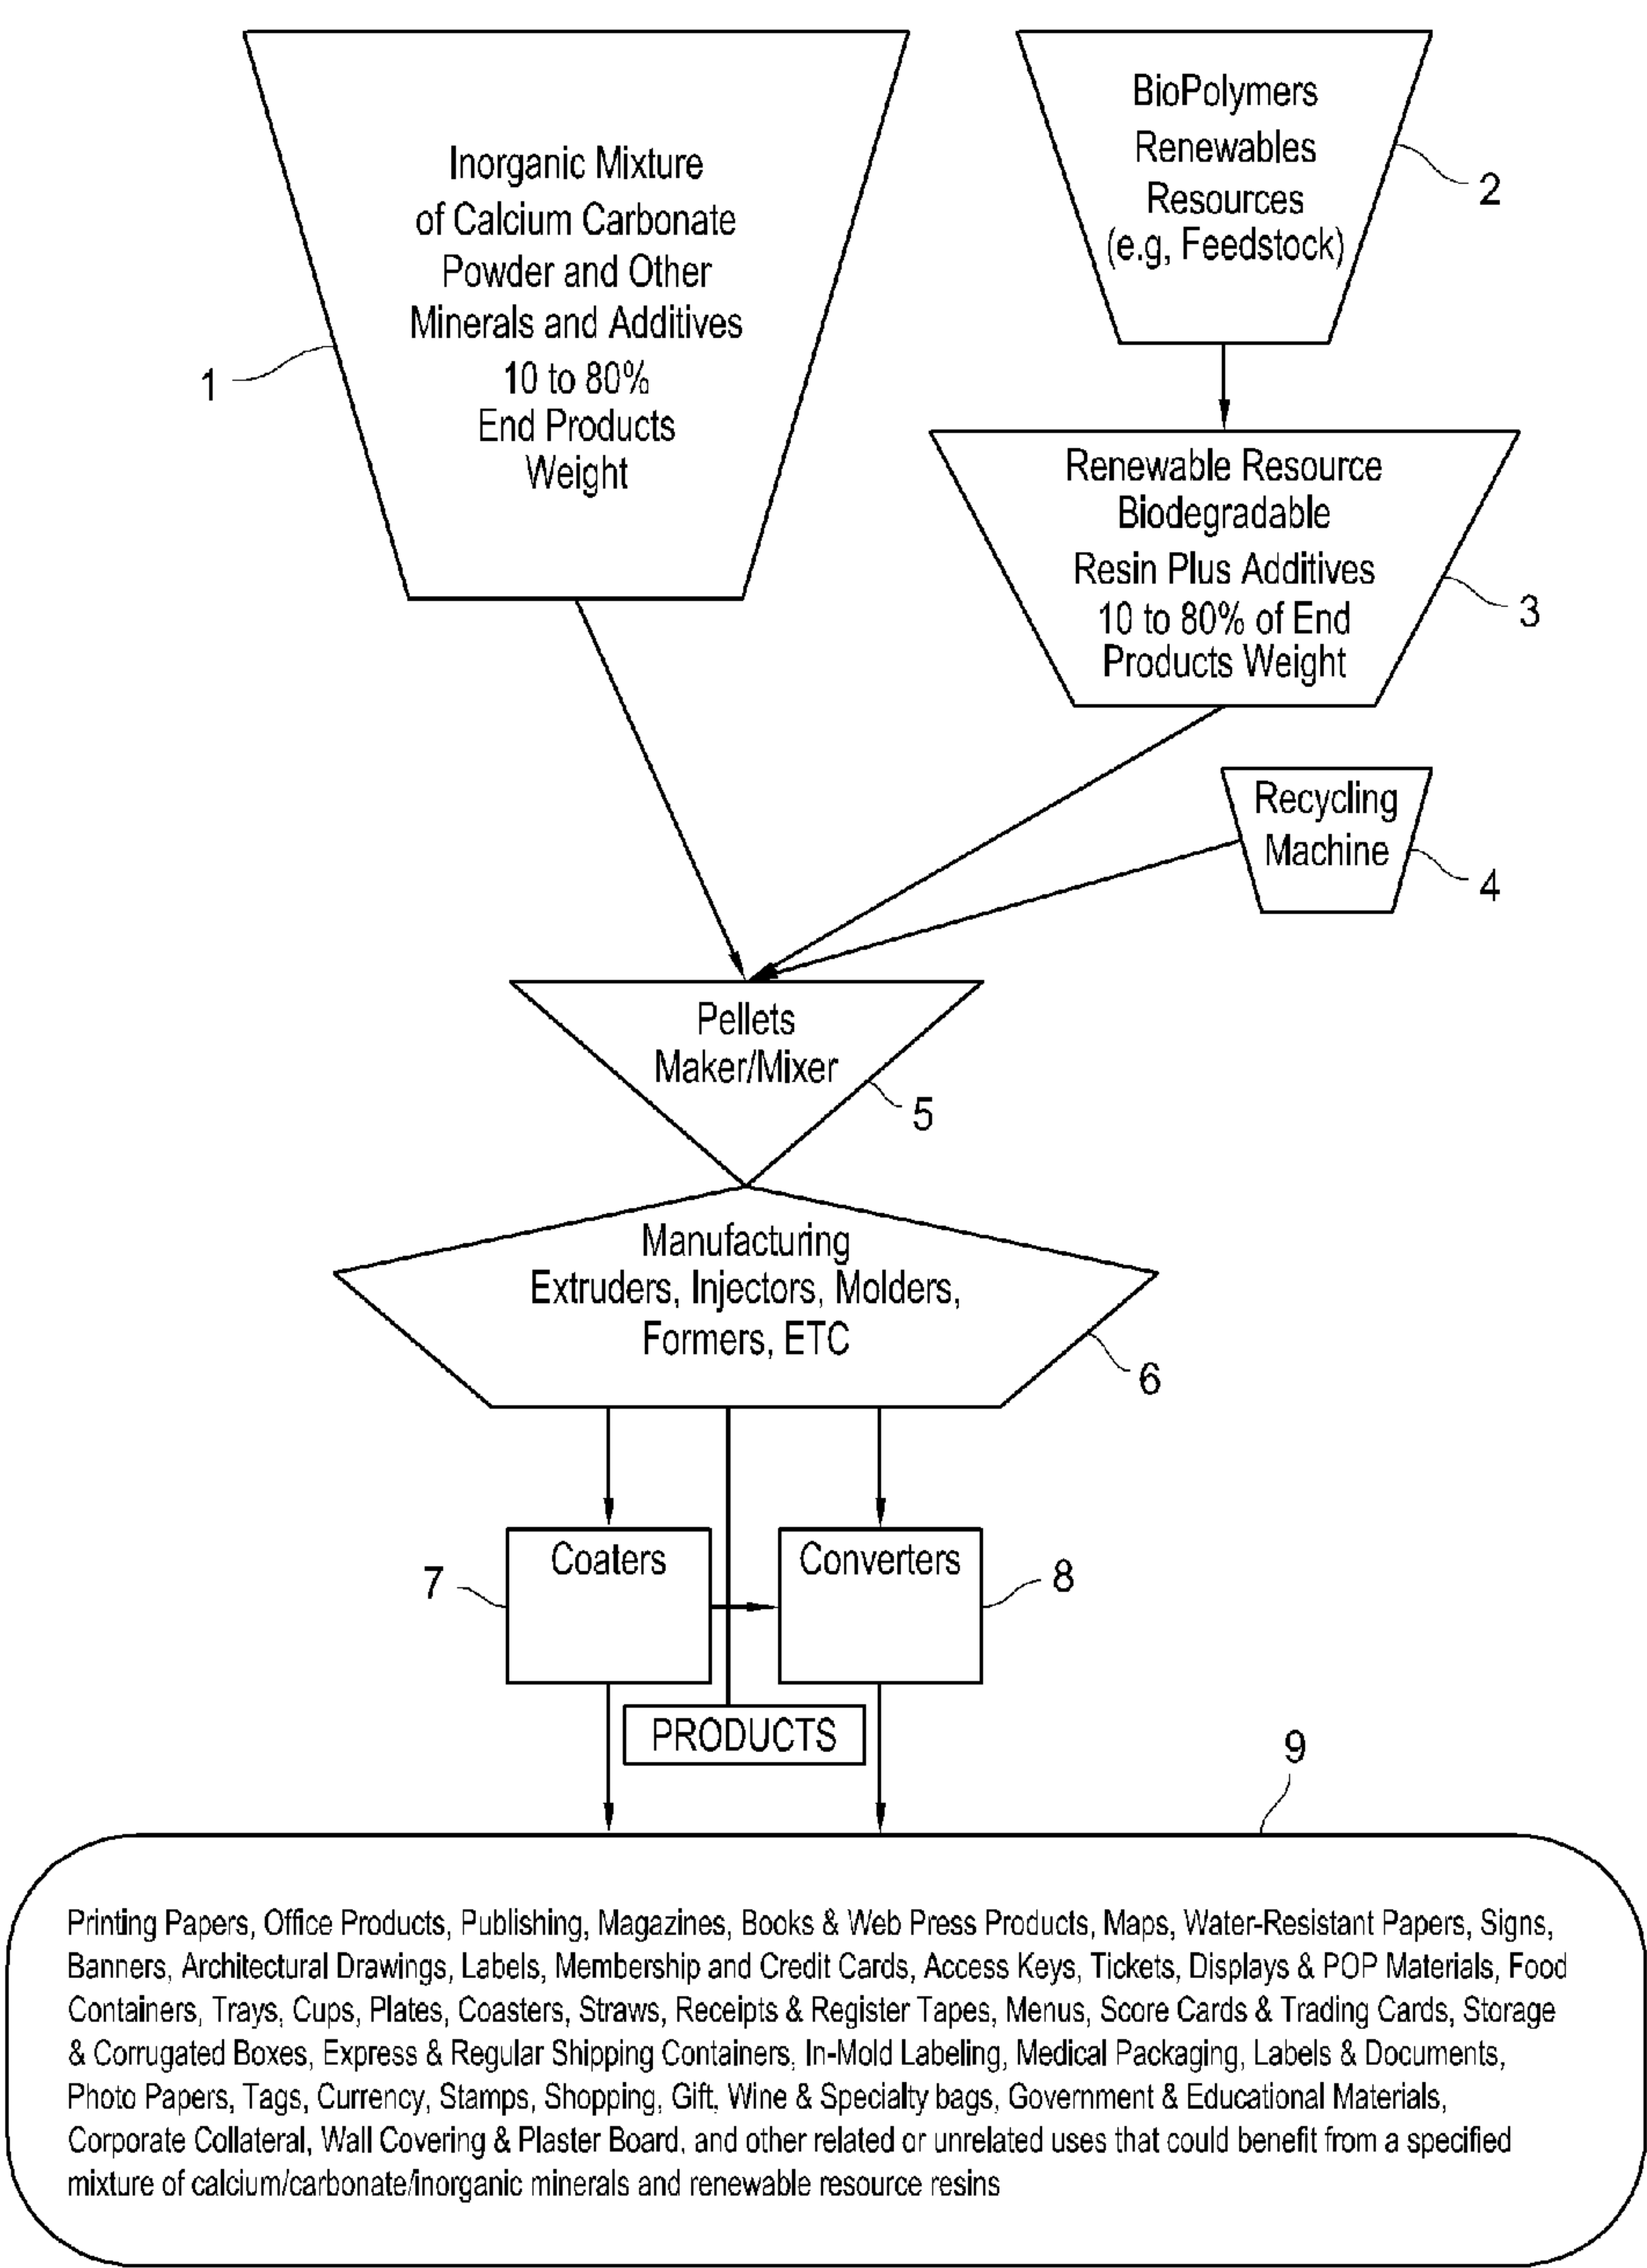 Inorganic Mixture
of Calcium Carbonate
Powder and Other
Minerals and Additives
10 to 80%
End Products
Weight
1
BioPolymers
Renewables
Resources
(e.g, Feedstock)
2
Renewable Resource
Biodegradable
Resin Plus Additives
10 to 80% of End
Products Weight
3
Recycling
Machine
4
Pellets
Maker/Mixer
5
Manufacturing
Extruders, Injectors, Molders,
Formers, ETC
6
Coaters
7
Converters
8
PRODUCTS
9
Printing Papers, Office Products, Publishing, Magazines, Books & Web Press Products, Maps, Water-Resistant Papers, Signs,
Banners, Architectural Drawings, Labels, Membership and Credit Cards, Access Keys, Tickets, Displays & POP Materials, Food
Containers, Trays, Cups, Plates, Coasters, Straws, Receipts & Register Tapes, Menus, Score Cards & Trading Cards, Storage
& Corrugated Boxes, Express & Regular Shipping Containers, In-Mold Labeling, Medical Packaging, Labels & Documents,
Photo Papers, Tags, Currency, Stamps, Shopping, Gift, Wine & Specialty bags, Government & Educational Materials,
Corporate Collateral, Wall Covering & Plaster Board, and other related or unrelated uses that could benefit from a specified
mixture of calcium/carbonate/inorganic minerals and renewable resource resins